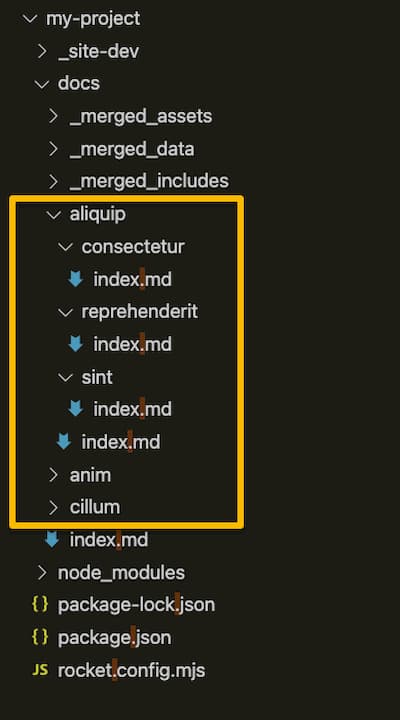 my-project
_site-dev
docs
_merged_assets
_merged_data
_merged_includes
aliquip
consectetur
index.md
reprehenderit
index.md
sint
index.md
index.md
anim
cillum
index.md
node_modules
{} package-lock.json
{} package.json
JS rocket.config.mjs